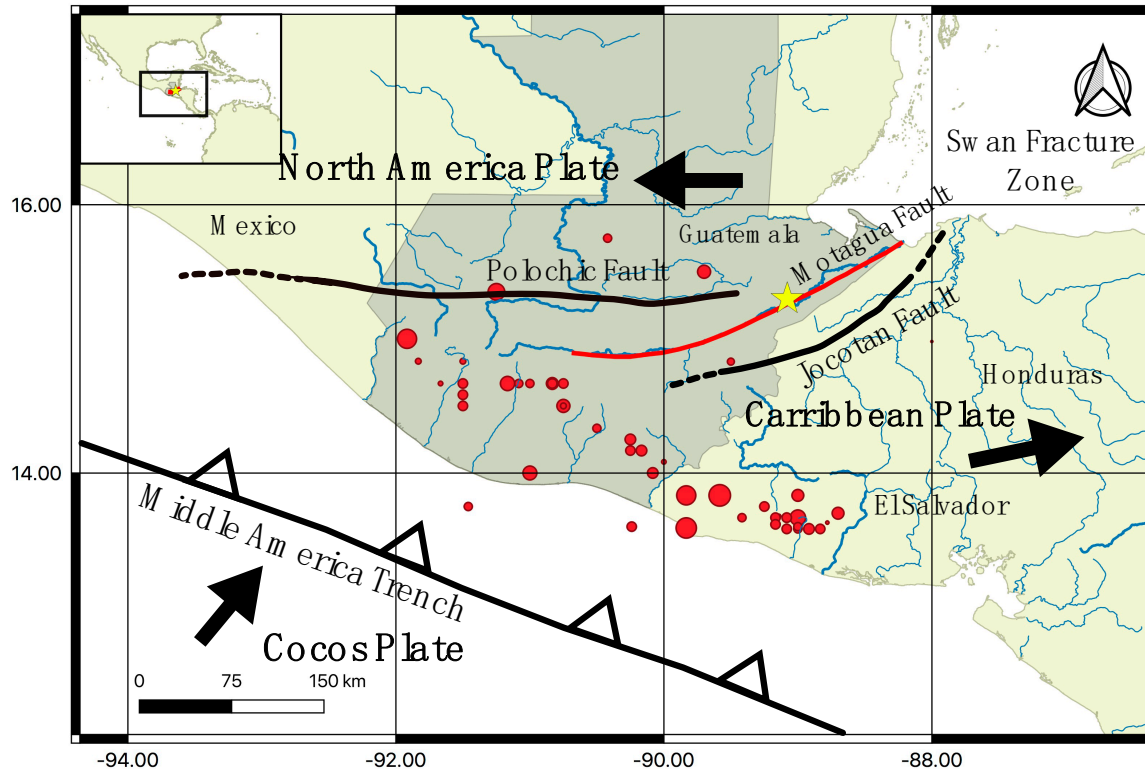 Swan Fracture
Zone
North America Plate
16.00
Mexico
Guatemala
Motagua Fault
Polochic Fault
Jocotan Fault
Honduras
Carribbean Plate
14.00
El Salvador
Middle America Trench
Cocos Plate
0 75 150 km
-94.00 -92.00 -90.00 -88.00